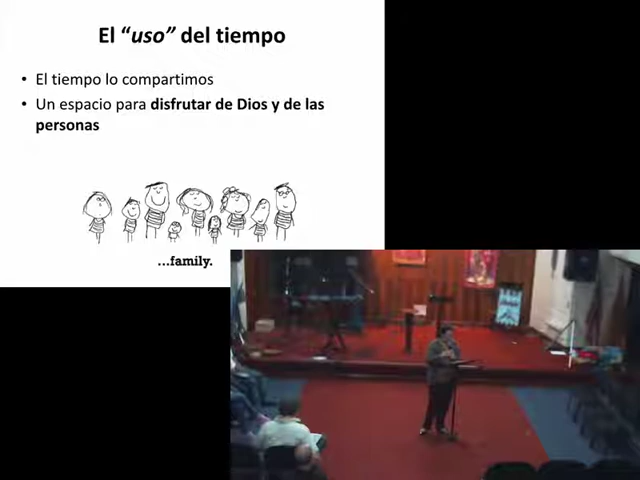 El “uso” del tiempo
• El tiempo lo compartimos
• Un espacio para disfrutar de Dios y de las
personas
...family.